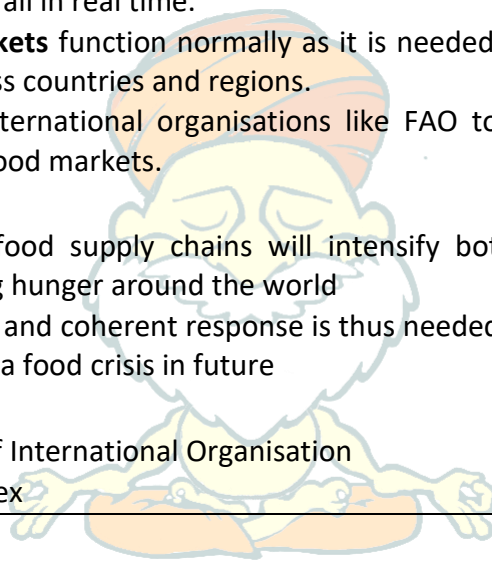 all in real time.
kets function normally as it is needed
ss countries and regions.
ternational organisations like FAO to
ood markets.
food supply chains will intensify bot
g hunger around the world
and coherent response is thus needed
a food crisis in future
f International Organisation
ex